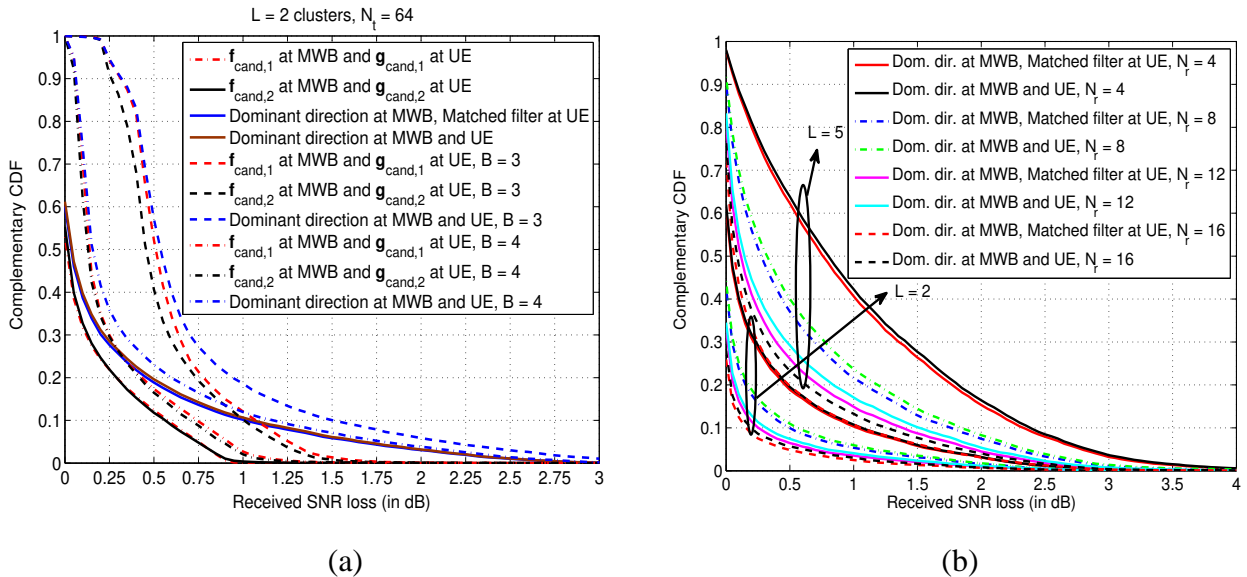 L = 2 clusters, N_t = 64
Complementary CDF
1
0.9
0.8
0.7
0.6
0.5
0.4
0.3
0.2
0.1
0
0
0.25
0.5
0.75
1
1.25
1.5
1.75
2
2.25
2.5
2.75
3
Received SNR loss (in dB)
f_cand,1 at MWB and g_cand,1 at UE
f_cand,2 at MWB and g_cand,2 at UE
Dominant direction at MWB, Matched filter at UE
Dominant direction at MWB and UE
f_cand,1 at MWB and g_cand,1 at UE, B = 3
f_cand,2 at MWB and g_cand,2 at UE, B = 3
Dominant direction at MWB and UE, B = 3
f_cand,1 at MWB and g_cand,1 at UE, B = 4
f_cand,2 at MWB and g_cand,2 at UE, B = 4
Dominant direction at MWB and UE, B = 4
(a)
Complementary CDF
1
0.9
0.8
0.7
0.6
0.5
0.4
0.3
0.2
0.1
0
0
0.5
1
1.5
2
2.5
3
3.5
4
Received SNR loss (in dB)
Dom. dir. at MWB, Matched filter at UE, N_r = 4
Dom. dir. at MWB and UE, N_r = 4
Dom. dir. at MWB, Matched filter at UE, N_r = 8
Dom. dir. at MWB and UE, N_r = 8
Dom. dir. at MWB, Matched filter at UE, N_r = 12
Dom. dir. at MWB and UE, N_r = 12
Dom. dir. at MWB, Matched filter at UE, N_r = 16
Dom. dir. at MWB and UE, N_r = 16
L = 5
L = 2
(b)